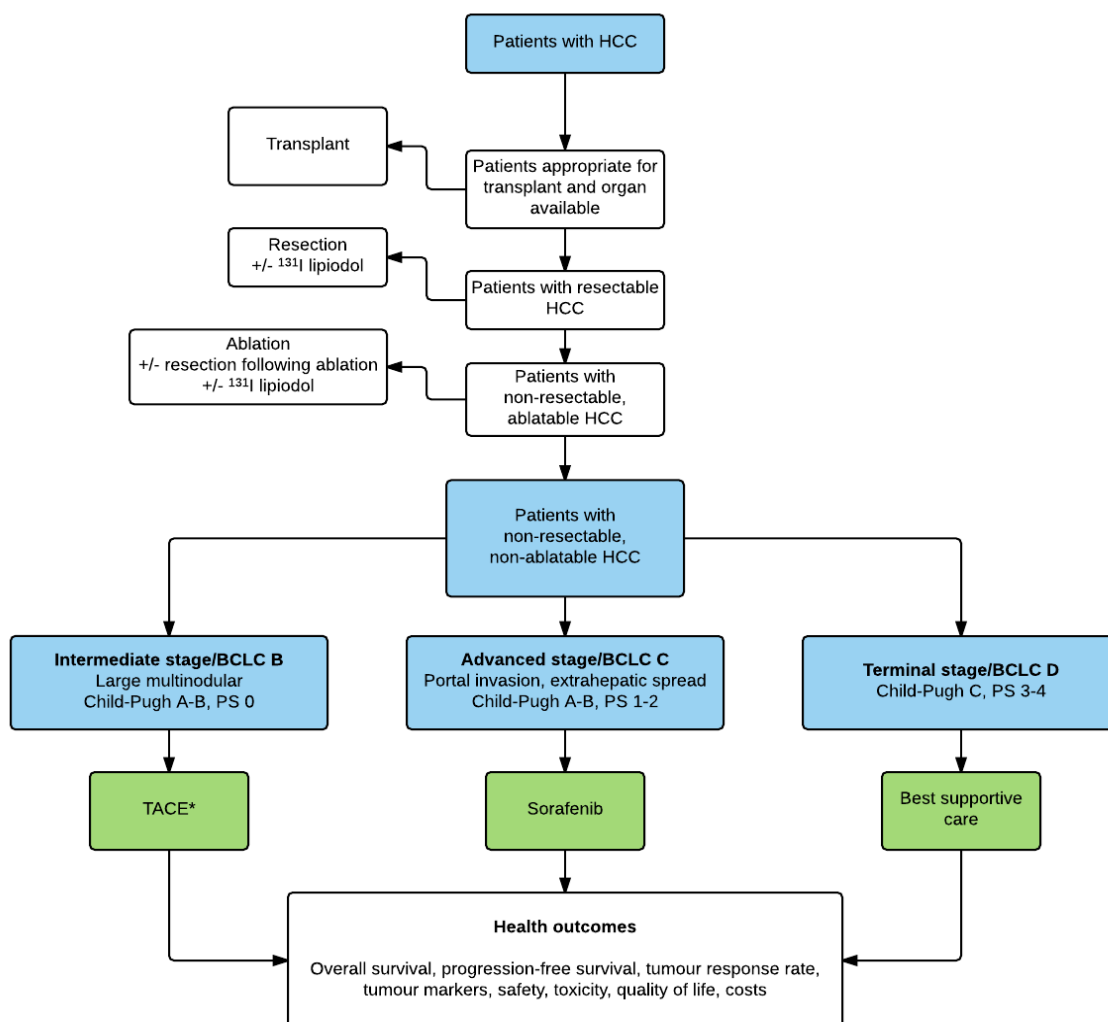 Patients with HCC
Transplant
Patients appropriate for
transplant and organ
available
Resection
+/- ¹³¹I lipiodol
Patients with resectable
HCC
Ablation
+/- resection following ablation
+/- ¹³¹I lipiodol
Patients with
non-resectable,
ablatable HCC
Patients with
non-resectable,
non-ablatable HCC
Intermediate stage/BCLC B
Large multinodular
Child-Pugh A-B, PS 0
Advanced stage/BCLC C
Portal invasion, extrahepatic spread
Child-Pugh A-B, PS 1-2
Terminal stage/BCLC D
Child-Pugh C, PS 3-4
TACE*
Sorafenib
Best supportive
care
Health outcomes
Overall survival, progression-free survival, tumour response rate,
tumour markers, safety, toxicity, quality of life, costs